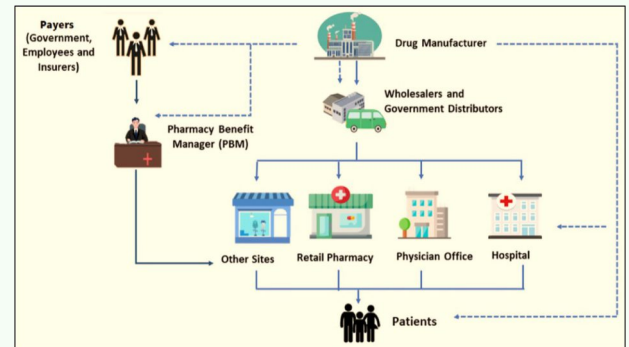 Payers
(Government,
Employees and
Insurers)
Drug Manufacturer
Wholesalers and
Government Distributors
Pharmacy Benefit
Manager (PBM)
Other Sites
Retail Pharmacy
Physician Office
Hospital
Patients